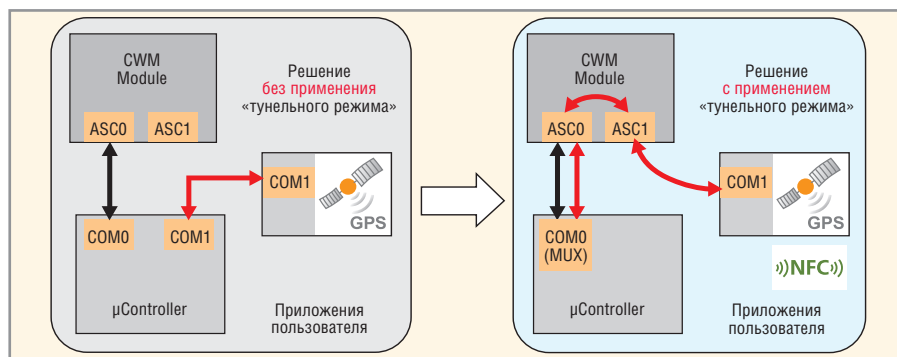 CWM
Module
ASC0
ASC1
Решение
без применения
«тунельного режима»
COM1
GPS
COM0
COM1
µController
Приложения
пользователя
CWM
Module
ASC0
ASC1
Решение
с применением
«тунельного режима»
COM1
GPS
COM0
(MUX)
NFC
µController
Приложения
пользователя